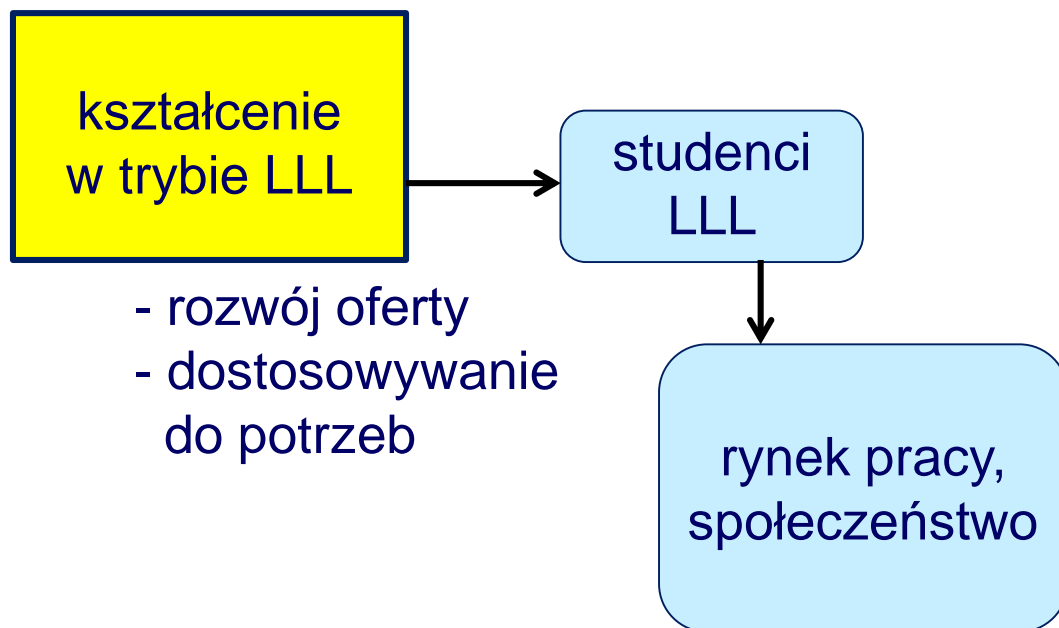 kształcenie
w trybie LLL
studenci
LLL
- rozwój oferty
- dostosowywanie
do potrzeb
rynek pracy,
społeczeństwo